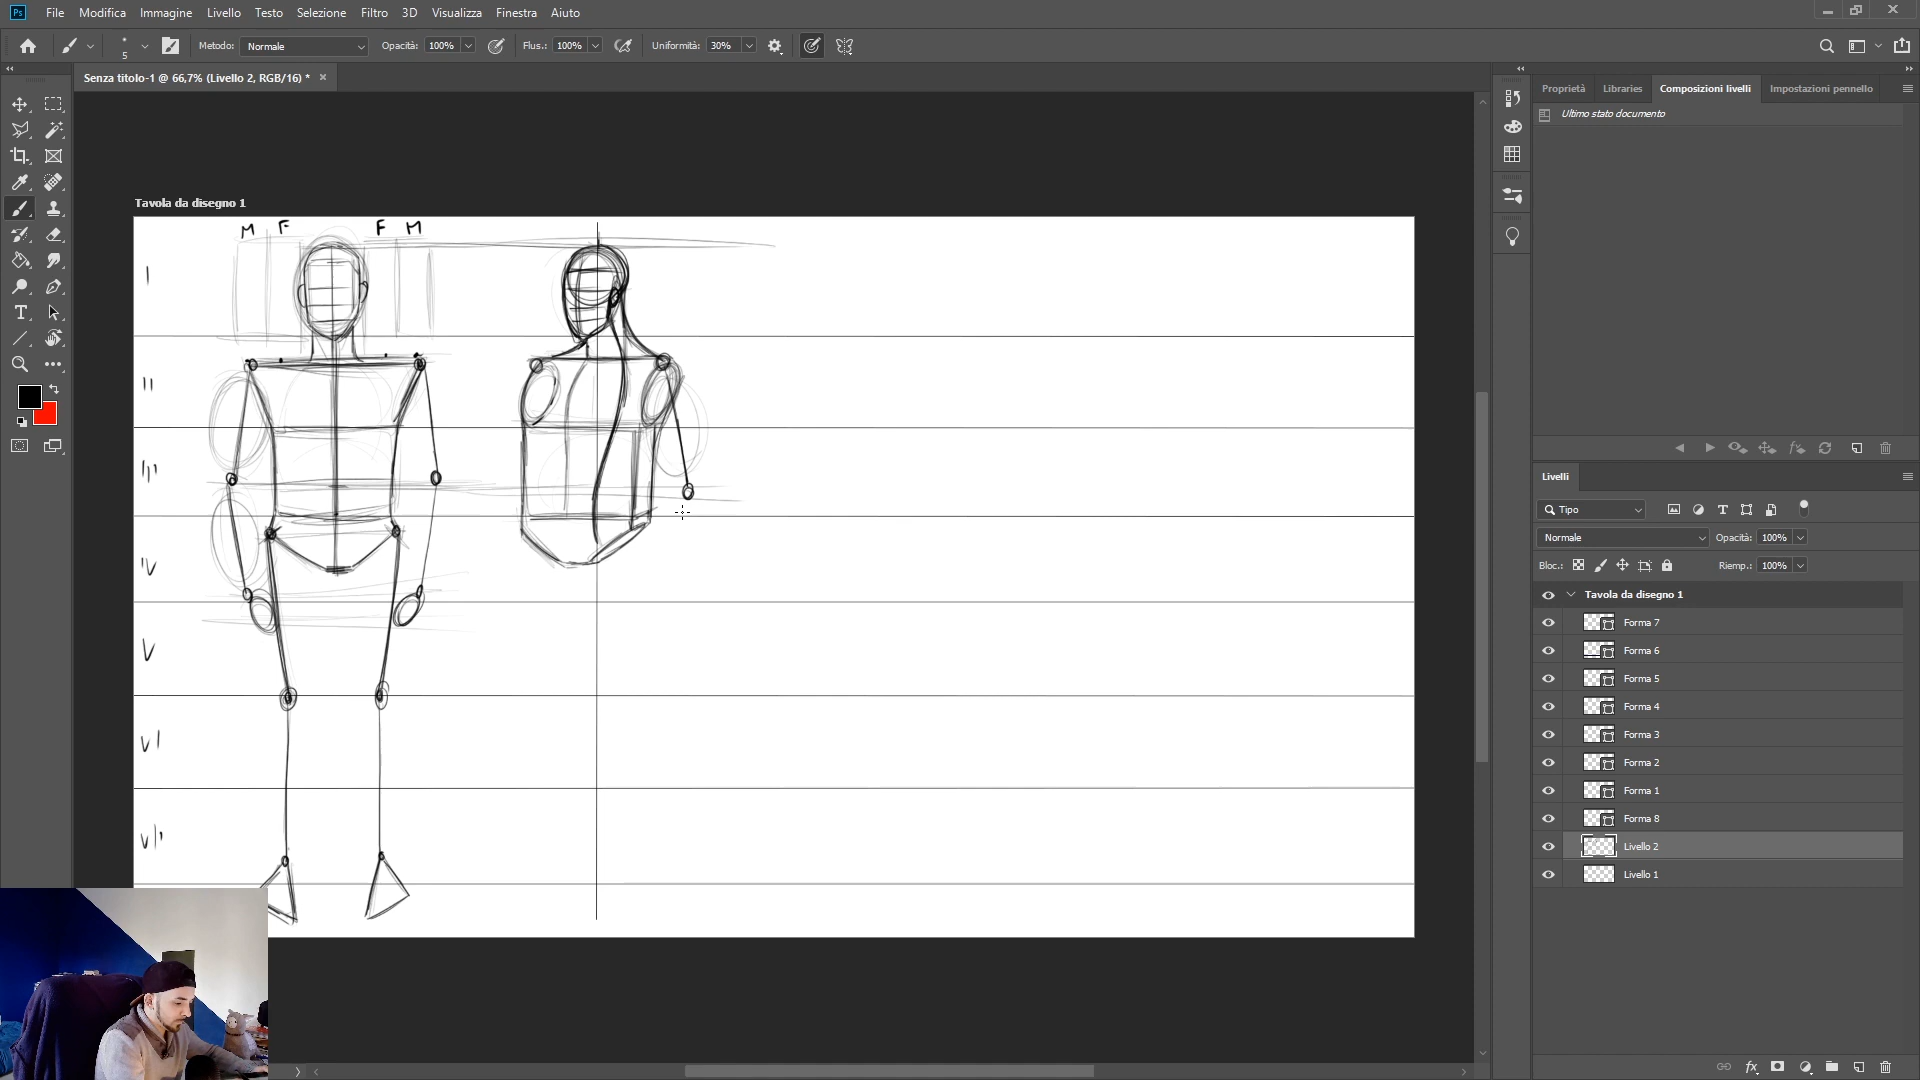 Ps File Modifica Immagine Livello Testo Selezione Filtro 3D Visualizza Finestra Aiuto
5 Metodo: Normale Opacità: 100% Flus.: 100% Uniformità: 30%
Senza titolo-1 @ 66,7% (Livello 2, RGB/16) *
Proprietà Libraries Composizioni livelli Impostazioni pennello
Ultimo stato documento
Tavola da disegno 1
M F F M
I
II
III
IV
V
VI
VII
Livelli
Tipo
Normale Opacità: 100%
Bloc.: Riemp.: 100%
Tavola da disegno 1
Forma 7
Forma 6
Forma 5
Forma 4
Forma 3
Forma 2
Forma 1
Forma 8
Livello 2
Livello 1
fx